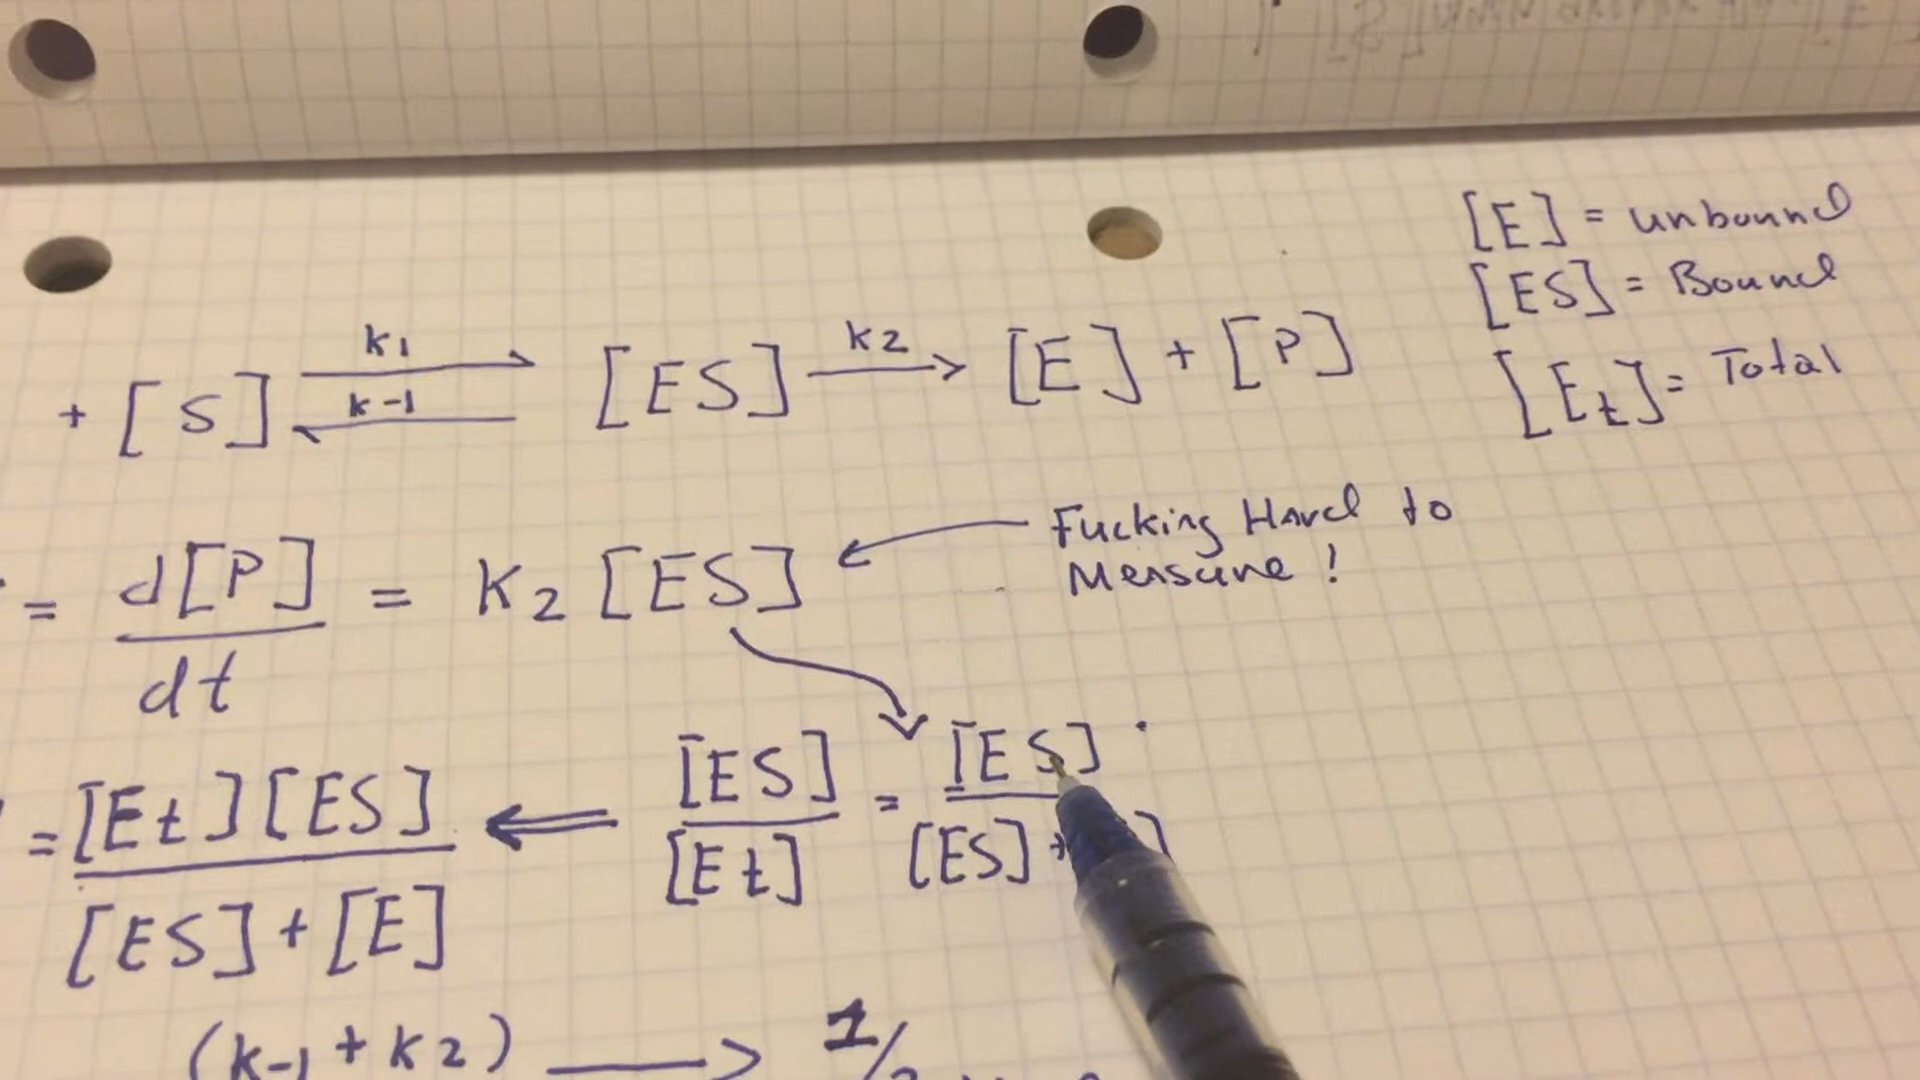 [E] = unbound
[ES] = Bound
[Et] = Total
+ [S] k1 k-1 [ES] k2 → [E] + [P]
= d[P]/dt = K2 [ES] ← Fucking Hard to
Measure !
= [Et][ES]/[ES]+[E] ⇐ [ES]/[Et] = [ES]/[ES]+
(k-1 + k2) → 1/